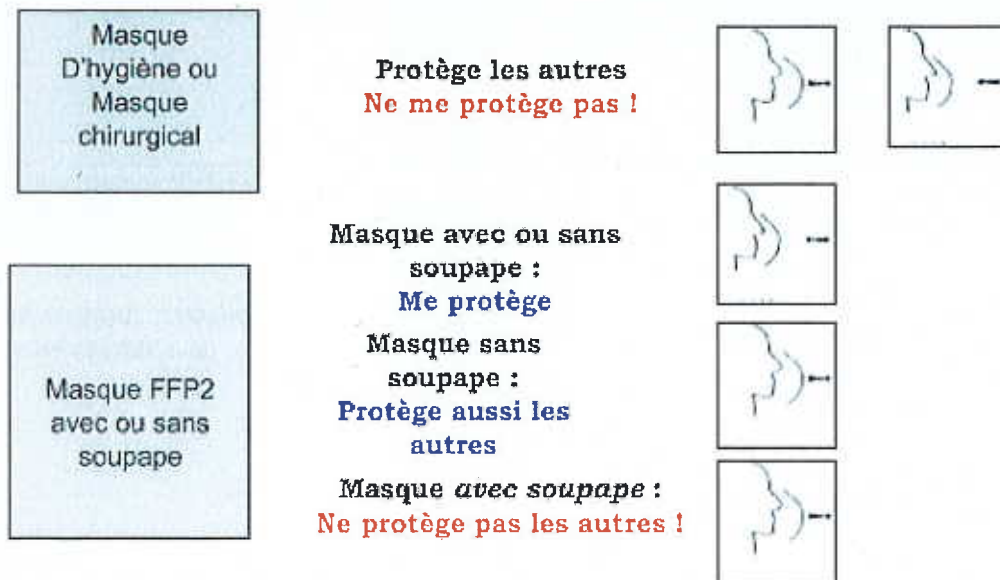 Masque
D'hygiène ou
Masque
chirurgical
Protège les autres
Ne me protège pas !
Masque FFP2
avec ou sans
soupape
Masque avec ou sans
soupape :
Me protège
Masque sans
soupape :
Protège aussi les
autres
Masque avec soupape :
Ne protège pas les autres !